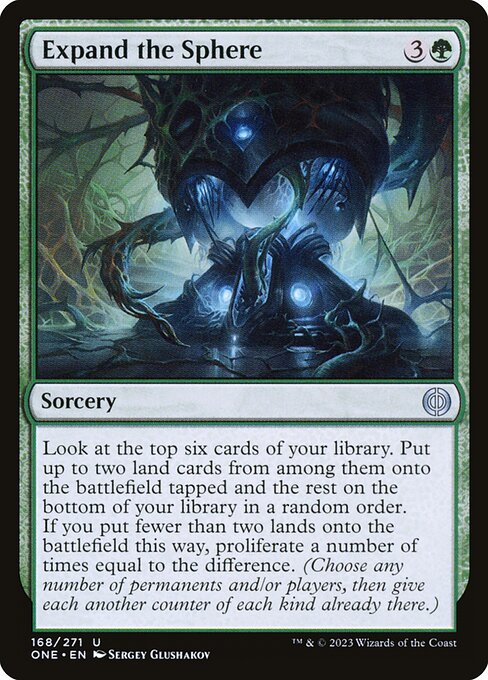 Expand the Sphere 3
Sorcery
Look at the top six cards of your library. Put
up to two land cards from among them onto
the battlefield tapped and the rest on the
bottom of your library in a random order.
If you put fewer than two lands onto the
battlefield this way, proliferate a number of
times equal to the difference. (Choose any
number of permanents and/or players, then give
each another counter of each kind already there.)
168/271 U
ONE • EN Sergey Glushakov
™ & © 2023 Wizards of the Coast